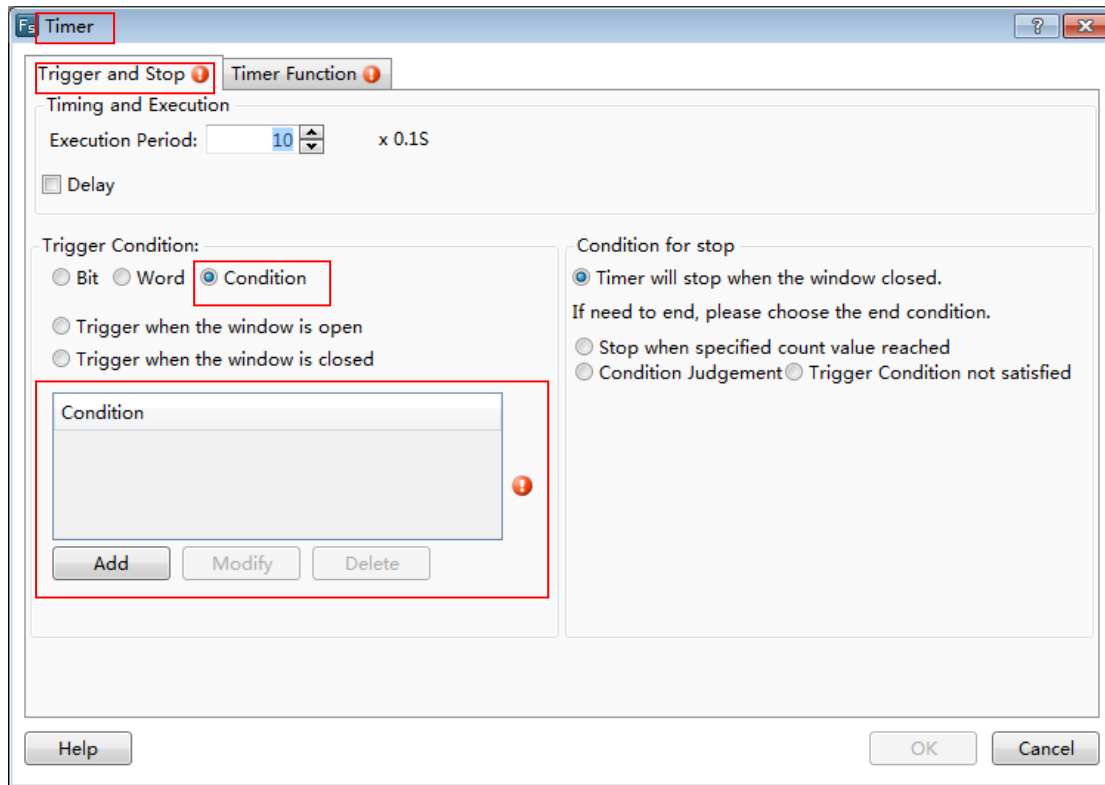 Fs Timer
Trigger and Stop Timer Function
Timing and Execution
Execution Period: 10 x 0.1S
Delay
Trigger Condition:
Bit Word Condition
Trigger when the window is open
Trigger when the window is closed
Condition
Add Modify Delete
Condition for stop
Timer will stop when the window closed.
If need to end, please choose the end condition.
Stop when specified count value reached
Condition Judgement Trigger Condition not satisfied
Help OK Cancel